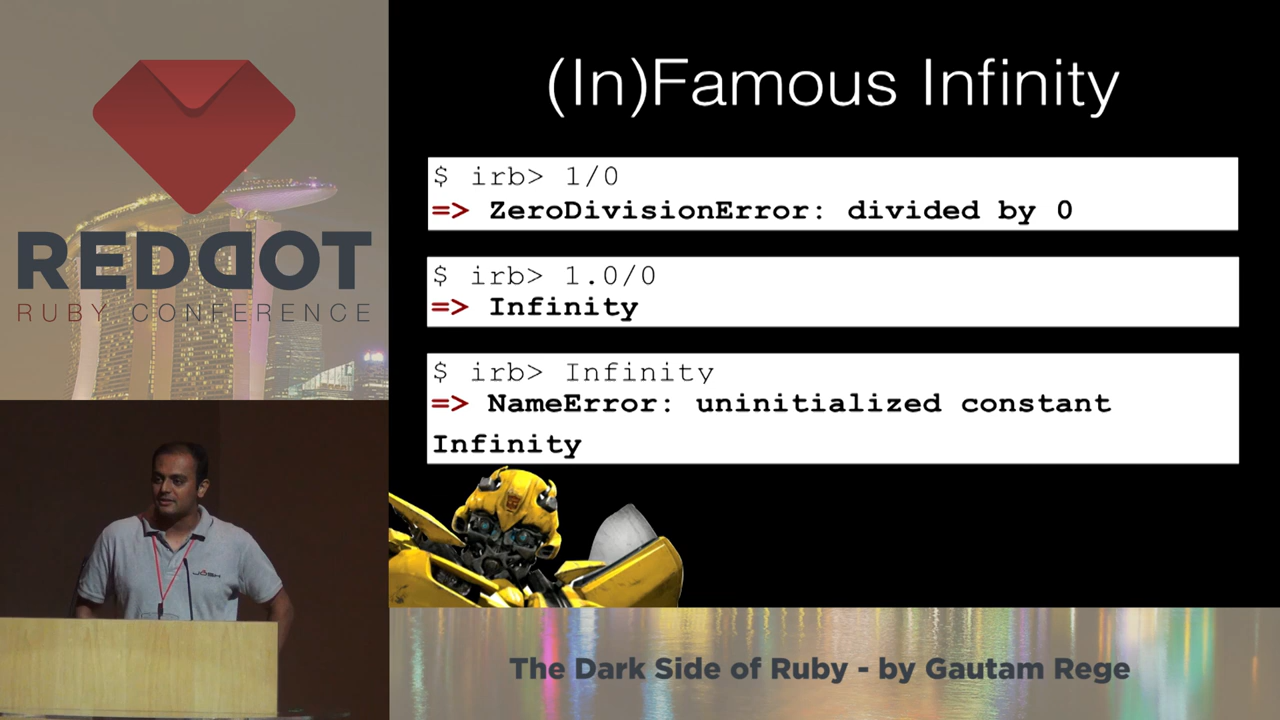 REDDOT
RUBY CONFERENCE
(In)Famous Infinity
$ irb> 1/0
=> ZeroDivisionError: divided by 0
$ irb> 1.0/0
=> Infinity
$ irb> Infinity
=> NameError: uninitialized constant
Infinity
JOSH
The Dark Side of Ruby - by Gautam Rege